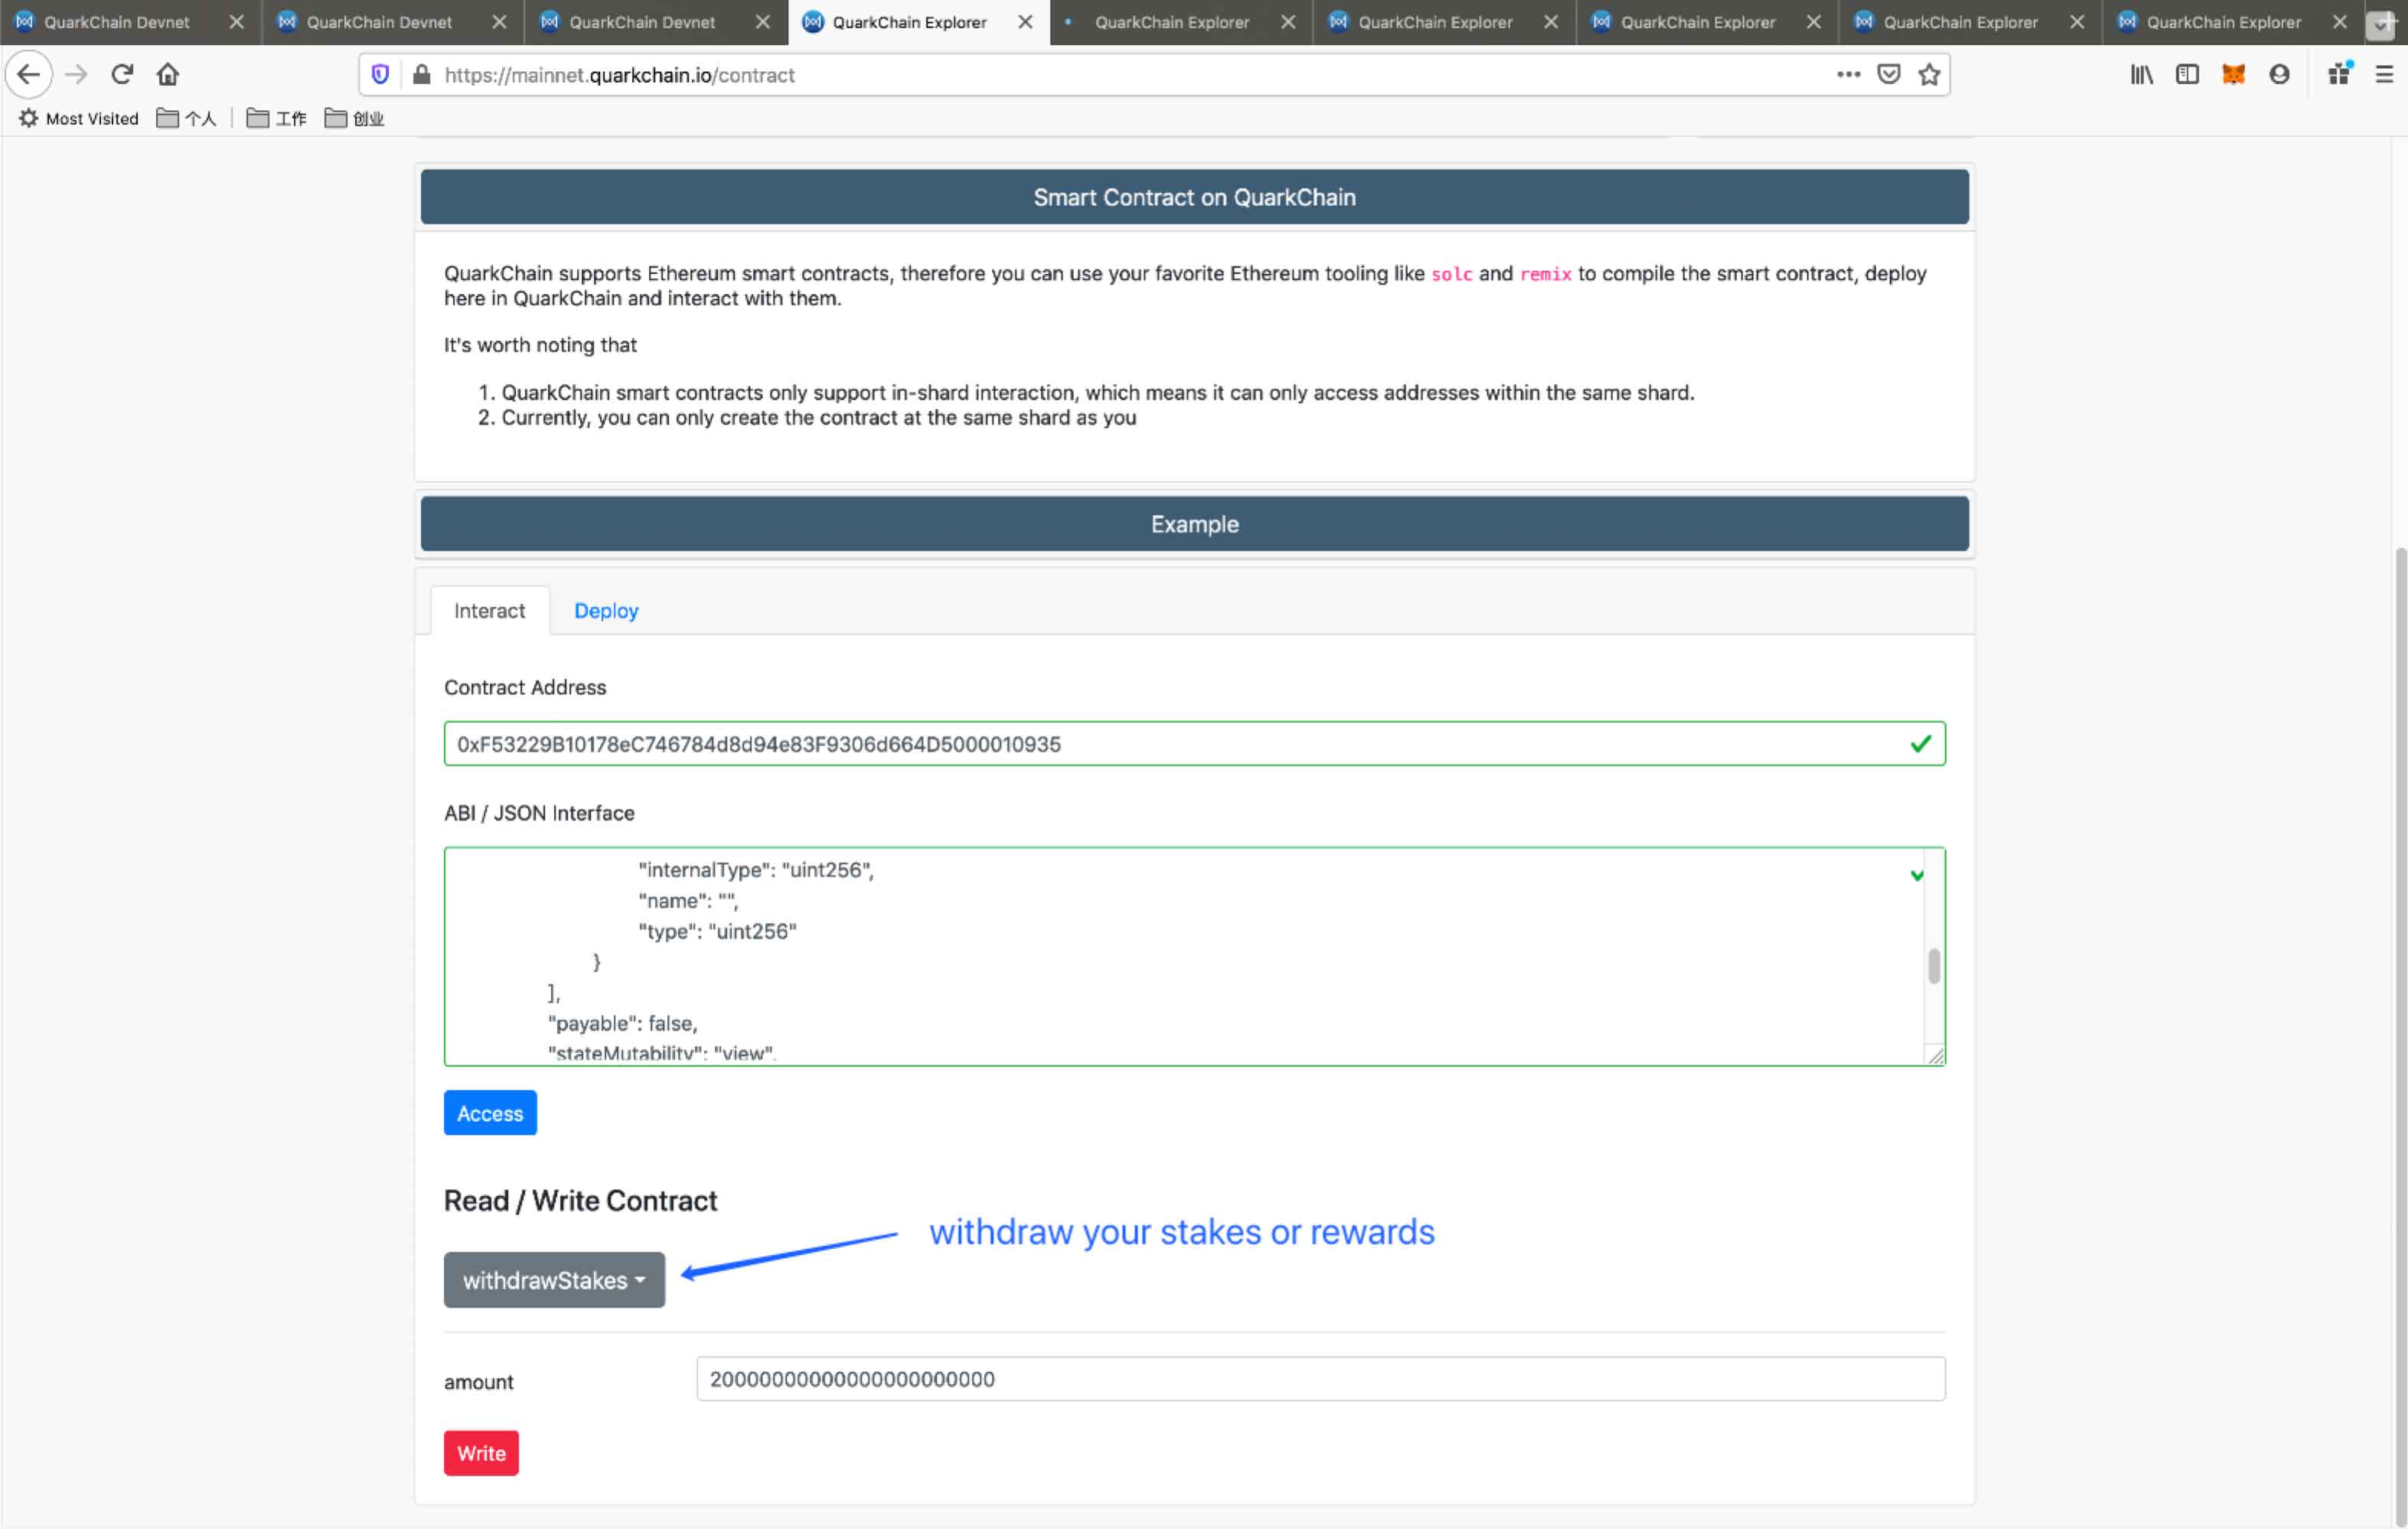 QuarkChain Devnet
QuarkChain Devnet
QuarkChain Devnet
QuarkChain Explorer
QuarkChain Explorer
QuarkChain Explorer
QuarkChain Explorer
QuarkChain Explorer
QuarkChain Explorer
https://mainnet.quarkchain.io/contract
Most Visited 个人 工作 创业
Smart Contract on QuarkChain
QuarkChain supports Ethereum smart contracts, therefore you can use your favorite Ethereum tooling like solc and remix to compile the smart contract, deploy
here in QuarkChain and interact with them.
It's worth noting that
1. QuarkChain smart contracts only support in-shard interaction, which means it can only access addresses within the same shard.
2. Currently, you can only create the contract at the same shard as you
Example
Interact Deploy
Contract Address
0xF53229B10178eC746784d8d94e83F9306d664D5000010935
ABI / JSON Interface
"internalType": "uint256",
"name": "",
"type": "uint256"
}
],
"payable": false,
"stateMutability": "view",
Access
Read / Write Contract
withdraw your stakes or rewards
withdrawStakes
amount
Write